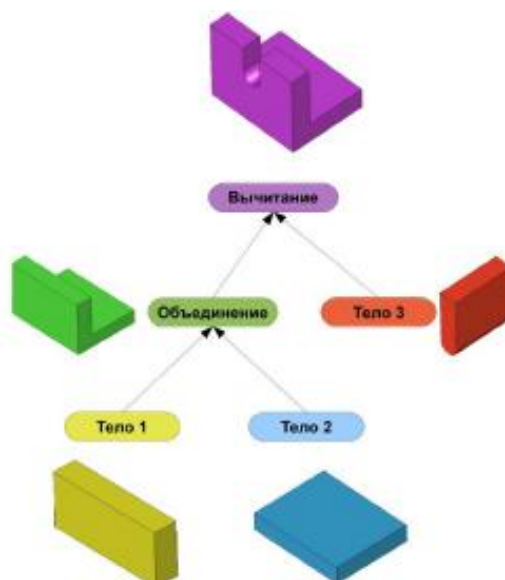 Вычитание
Объединение
Тело 3
Тело 1
Тело 2